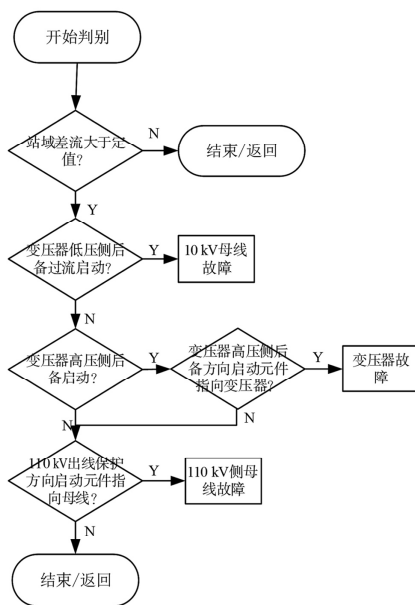 开始判别
站域差流大于定
值?
N
结束/返回
Y
变压器低压侧后
备过流启动?
Y
10 kV母线
故障
N
变压器高压侧后
备启动?
Y
变压器高压侧后
备方向启动元件
指向变压器?
Y
变压器故
障
N
N
110 kV出线保护
方向启动元件指
向母线?
Y
110 kV侧母
线故障
N
结束/返回